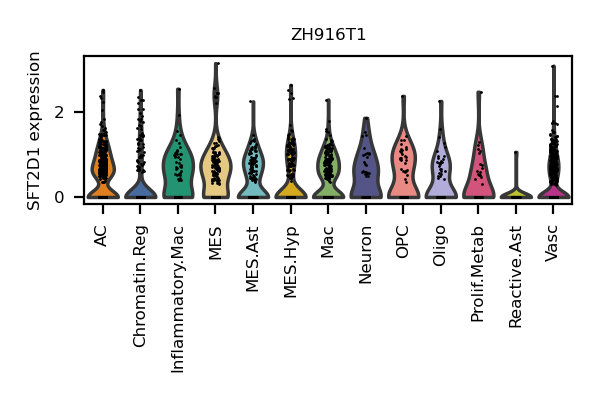 ZH916T1
SFT2D1 expression
2
0
AC
Chromatin.Reg
Inflammatory.Mac
MES
MES.Ast
MES.Hyp
Mac
Neuron
OPC
Oligo
Prolif.Metab
Reactive.Ast
Vasc